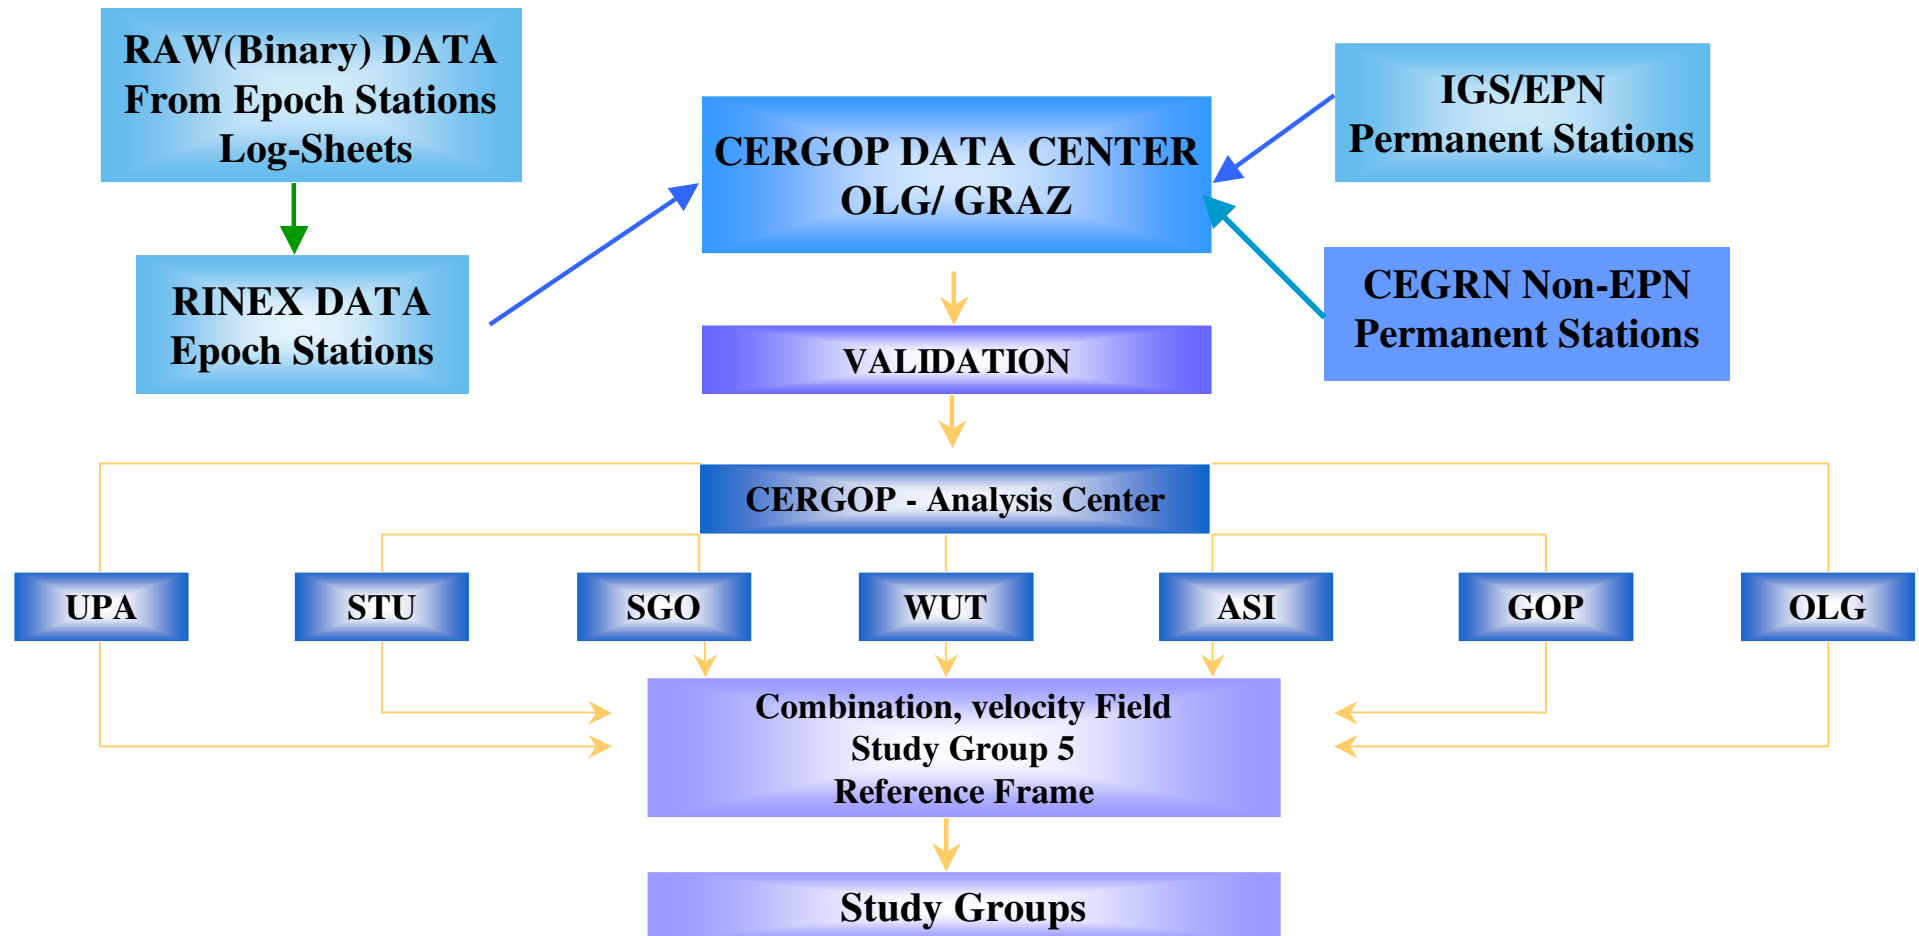 RAW(Binary) DATA
From Epoch Stations
Log-Sheets
RINEX DATA
Epoch Stations
CERGOP DATA CENTER
OLG/ GRAZ
IGS/EPN
Permanent Stations
CEGRN Non-EPN
Permanent Stations
VALIDATION
CERGOP - Analysis Center
UPA
STU
SGO
WUT
ASI
GOP
OLG
Combination, velocity Field
Study Group 5
Reference Frame
Study Groups